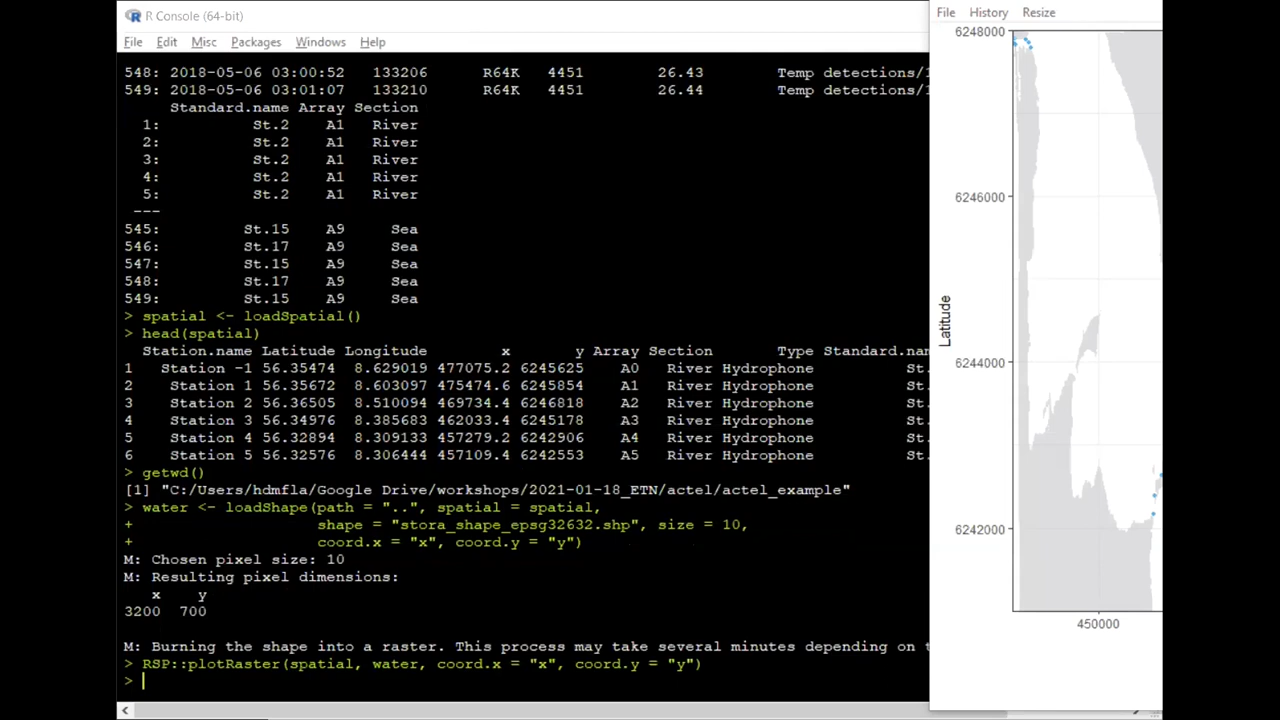 R Console (64-bit)
File Edit Misc Packages Windows Help
548: 2018-05-06 03:00:52 133206 R64K 4451 26.43 Temp detections/
549: 2018-05-06 03:01:07 133210 R64K 4451 26.44 Temp detections/
Standard.name Array Section
1: St.2 A1 River
2: St.2 A1 River
3: St.2 A1 River
4: St.2 A1 River
5: St.2 A1 River
---
545: St.15 A9 Sea
546: St.17 A9 Sea
547: St.15 A9 Sea
548: St.17 A9 Sea
549: St.15 A9 Sea
> spatial <- loadSpatial()
> head(spatial)
Station.name Latitude Longitude x y Array Section Type Standard.na
1 Station -1 56.35474 8.629019 477075.2 6245625 A0 River Hydrophone St.
2 Station 1 56.35672 8.603097 475474.6 6245854 A1 River Hydrophone St.
3 Station 2 56.36505 8.510094 469734.4 6246818 A2 River Hydrophone St.
4 Station 3 56.34976 8.385683 462033.4 6245178 A3 River Hydrophone St.
5 Station 4 56.32894 8.309133 457279.2 6242906 A4 River Hydrophone St.
6 Station 5 56.32576 8.306444 457109.4 6242553 A5 River Hydrophone St.
> getwd()
[1] "C:/Users/hdmfla/Google Drive/workshops/2021-01-18_ETN/actel/actel_example"
> water <- loadShape(path = "..", spatial = spatial,
+ shape = "stora_shape_epsg32632.shp", size = 10,
+ coord.x = "x", coord.y = "y")
M: Chosen pixel size: 10
M: Resulting pixel dimensions:
x y
3200 700
M: Burning the shape into a raster. This process may take several minutes depending on t
> RSP::plotRaster(spatial, water, coord.x = "x", coord.y = "y")
>
File History Resize
6248000
6246000
Latitude
6244000
6242000
450000